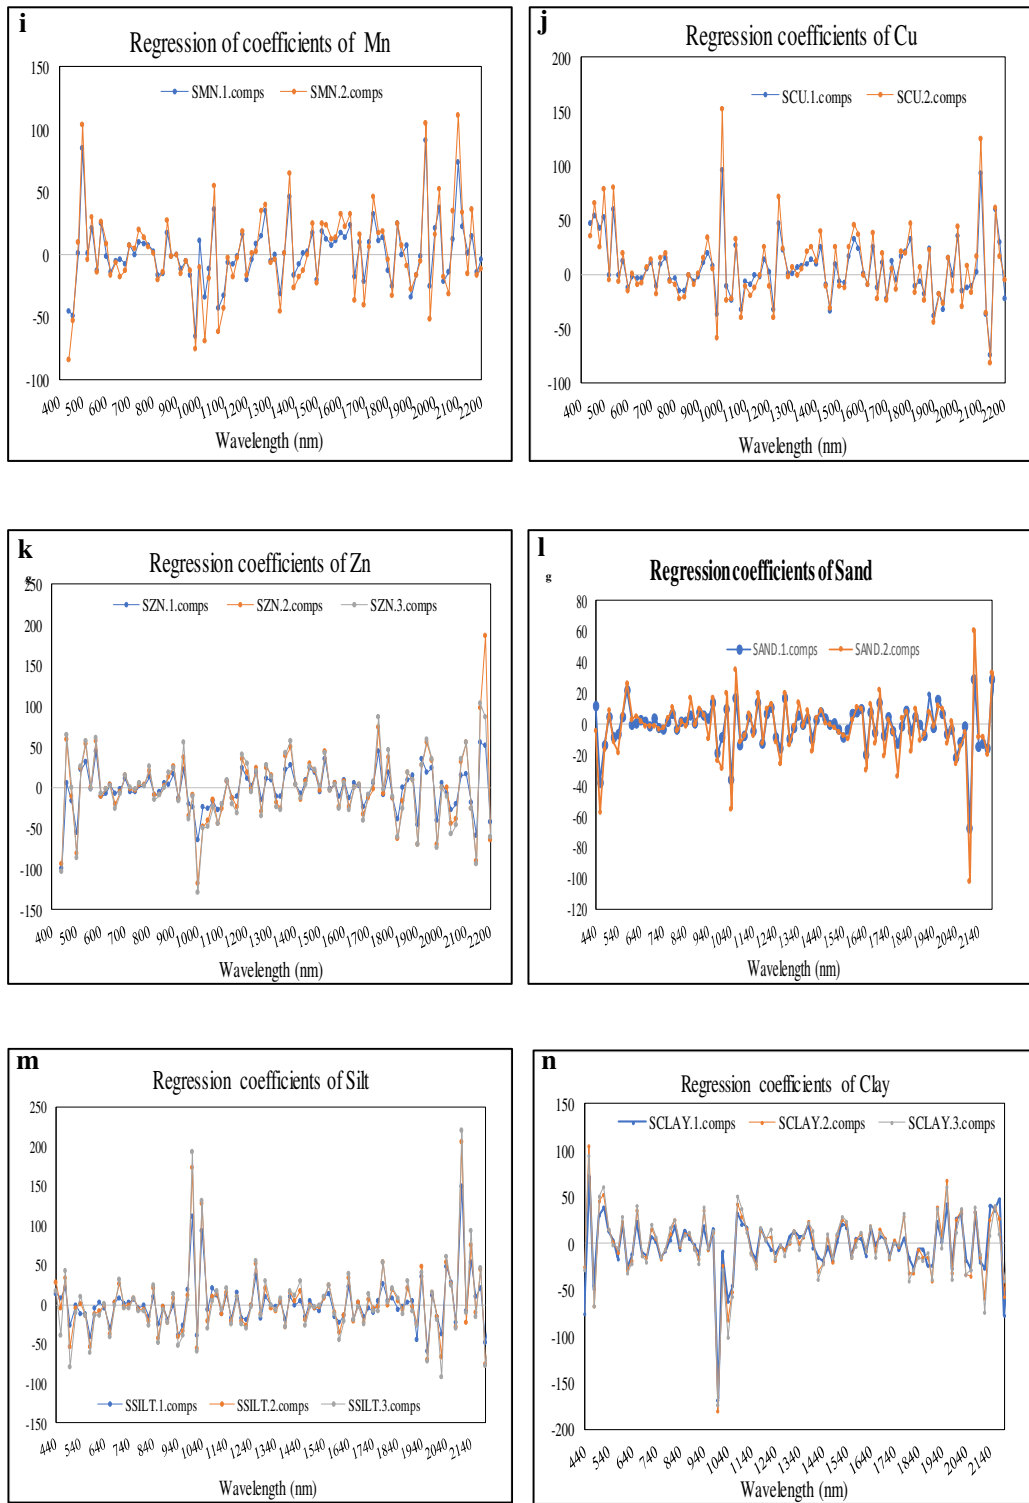 i
Regression of coefficients of Mn
SMN.1.comps SMN.2.comps
150
100
50
0
-50
-100
400 500 600 700 800 900 1000 1100 1200 1300 1400 1500 1600 1700 1800 1900 2000 2100 2200
Wavelength (nm)
j
Regression coefficients of Cu
SCU.1.comps SCU.2.comps
200
150
100
50
0
-50
-100
400 500 600 700 800 900 1000 1100 1200 1300 1400 1500 1600 1700 1800 1900 2000 2100 2200
Wavelength (nm)
k
g
Regression coefficients of Zn
SZN.1.comps SZN.2.comps SZN.3.comps
250
200
150
100
50
0
-50
-100
-150
400 500 600 700 800 900 1000 1100 1200 1300 1400 1500 1600 1700 1800 1900 2000 2100 2200
Wavelength (nm)
l
g
Regression coefficients of Sand
SAND.1.comps SAND.2.comps
80
60
40
20
0
-20
-40
-60
-80
-100
-120
440 540 640 740 840 940 1040 1140 1240 1340 1440 1540 1640 1740 1840 1940 2040 2140
Wavelength (nm)
m
Regression coefficients of Silt
250
200
150
100
50
0
-50
-100
-150
SSILT.1.comps SSILT.2.comps SSILT.3.comps
440 540 640 740 840 940 1040 1140 1240 1340 1440 1540 1640 1740 1840 1940 2040 2140
Wavelength (nm)
n
Regression coefficients of Clay
SCLAY.1.comps SCLAY.2.comps SCLAY.3.comps
150
100
50
0
-50
-100
-150
-200
440 540 640 740 840 940 1040 1140 1240 1340 1440 1540 1640 1740 1840 1940 2040 2140
Wavelength (nm)